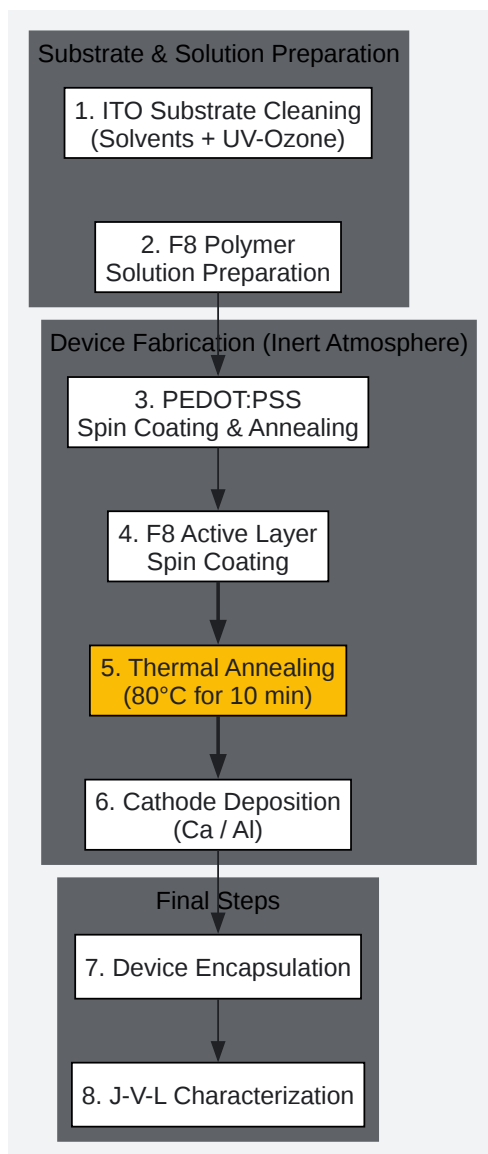 Substrate & Solution Preparation
1. ITO Substrate Cleaning
(Solvents + UV-Ozone)
2. F8 Polymer
Solution Preparation
Device Fabrication (Inert Atmosphere)
3. PEDOT:PSS
Spin Coating & Annealing
4. F8 Active Layer
Spin Coating
5. Thermal Annealing
(80°C for 10 min)
6. Cathode Deposition
(Ca / Al)
Final Steps
7. Device Encapsulation
8. J-V-L Characterization